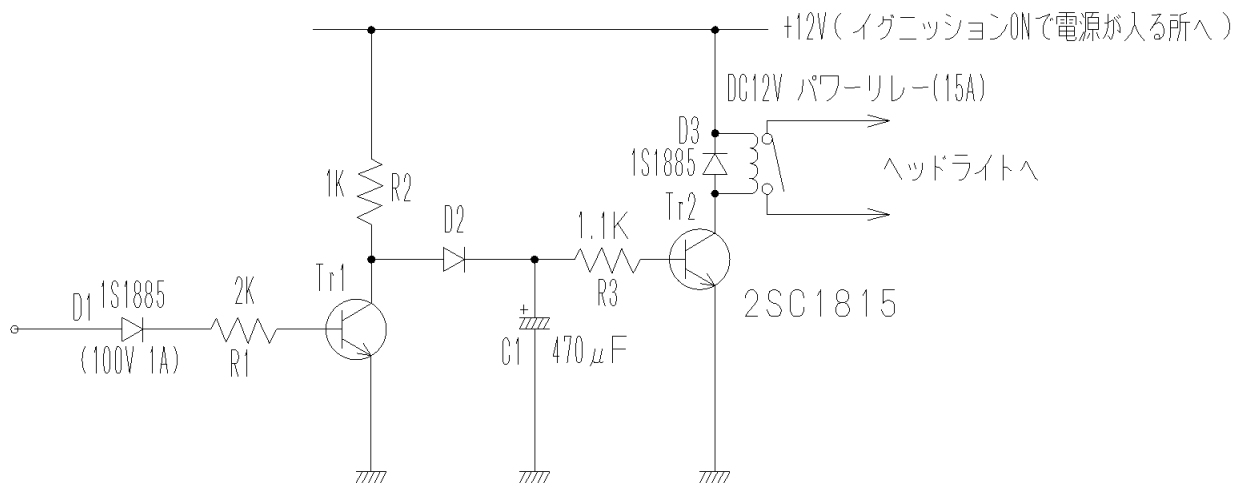 +12V(イグニッションONで電源が入る所へ)
DC12V パワーリレー(15A)
D3
1S1885
ヘッドライトへ
1K
R2
Tr2
D2
1.1K
R3
Tr1
2SC1815
D1
1S1885
2K
(100V 1A)
R1
+
C1
470μF